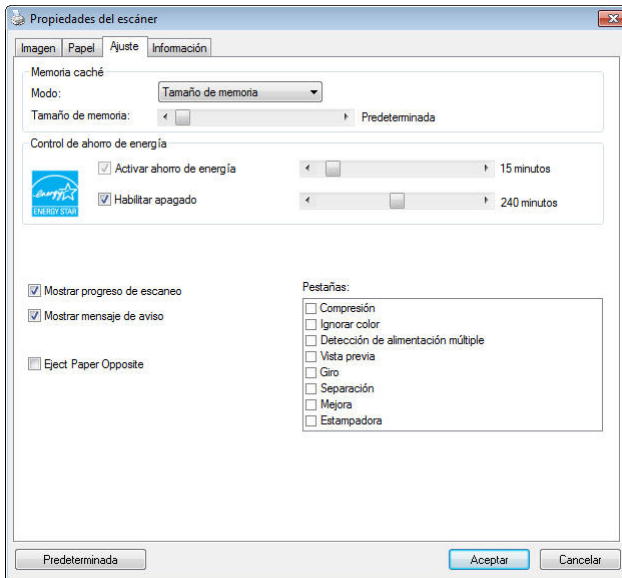 Propiedades del escáner
Imagen Papel Ajuste Información
Memoria caché
Modo: Tamaño de memoria
Tamaño de memoria: Predeterminada
Control de ahorro de energía
Activar ahorro de energía 15 minutos
energy
ENERGY STAR
Habilitar apagado 240 minutos
Mostrar progreso de escaneo
Mostrar mensaje de aviso
Eject Paper Opposite
Pestañas:
Compresión
Ignorar color
Detección de alimentación múltiple
Vista previa
Giro
Separación
Mejora
Estampadora
Predeterminada Aceptar Cancelar